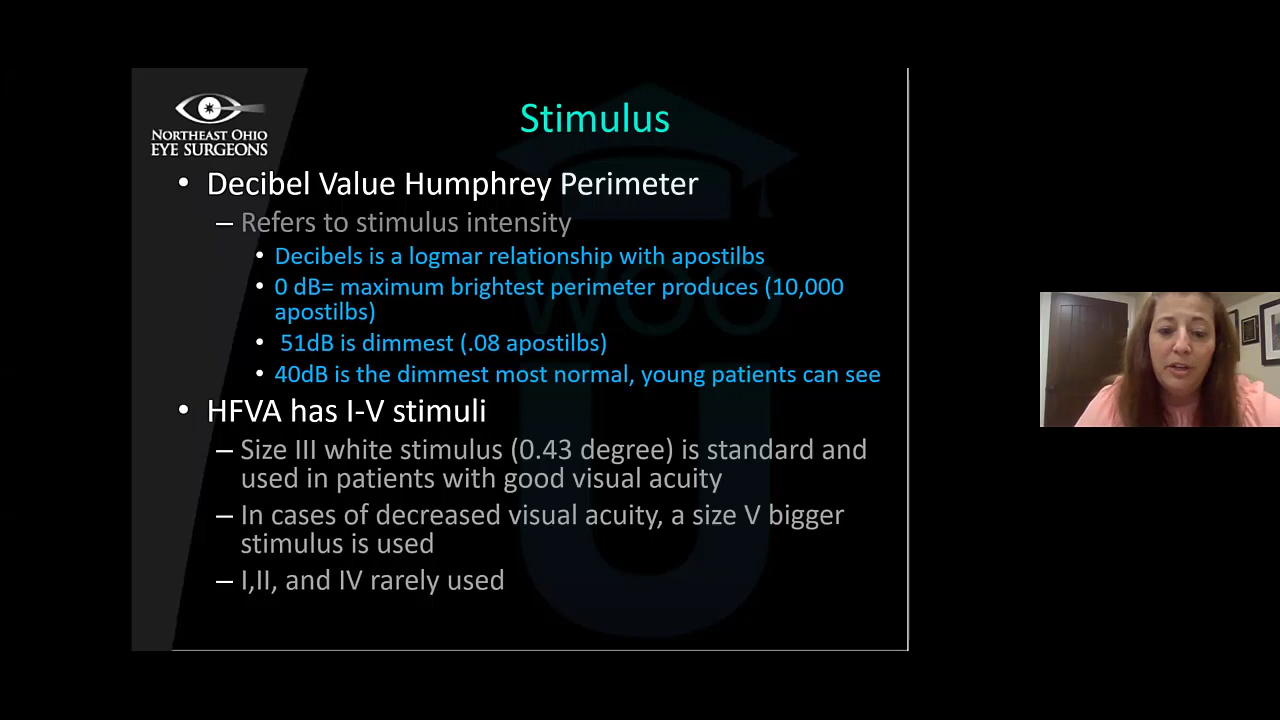 NORTHEAST OHIO
EYE SURGEONS
Stimulus
• Decibel Value Humphrey Perimeter
– Refers to stimulus intensity
• Decibels is a logmar relationship with apostilbs
• 0 dB= maximum brightest perimeter produces (10,000
apostilbs)
• 51dB is dimmest (.08 apostilbs)
• 40dB is the dimmest most normal, young patients can see
• HFVA has I-V stimuli
– Size III white stimulus (0.43 degree) is standard and
used in patients with good visual acuity
– In cases of decreased visual acuity, a size V bigger
stimulus is used
– I,II, and IV rarely used
WOO
U